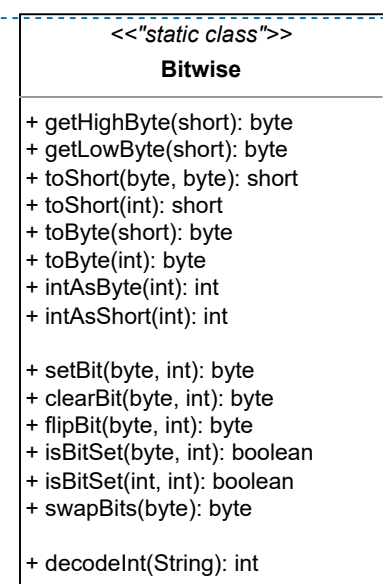 <<"static class">>
Bitwise
+ getHighByte(short): byte
+ getLowByte(short): byte
+ toShort(byte, byte): short
+ toShort(int): short
+ toByte(short): byte
+ toByte(int): byte
+ intAsByte(int): int
+ intAsShort(int): int
+ setBit(byte, int): byte
+ clearBit(byte, int): byte
+ flipBit(byte, int): byte
+ isBitSet(byte, int): boolean
+ isBitSet(int, int): boolean
+ swapBits(byte): byte
+ decodeInt(String): int